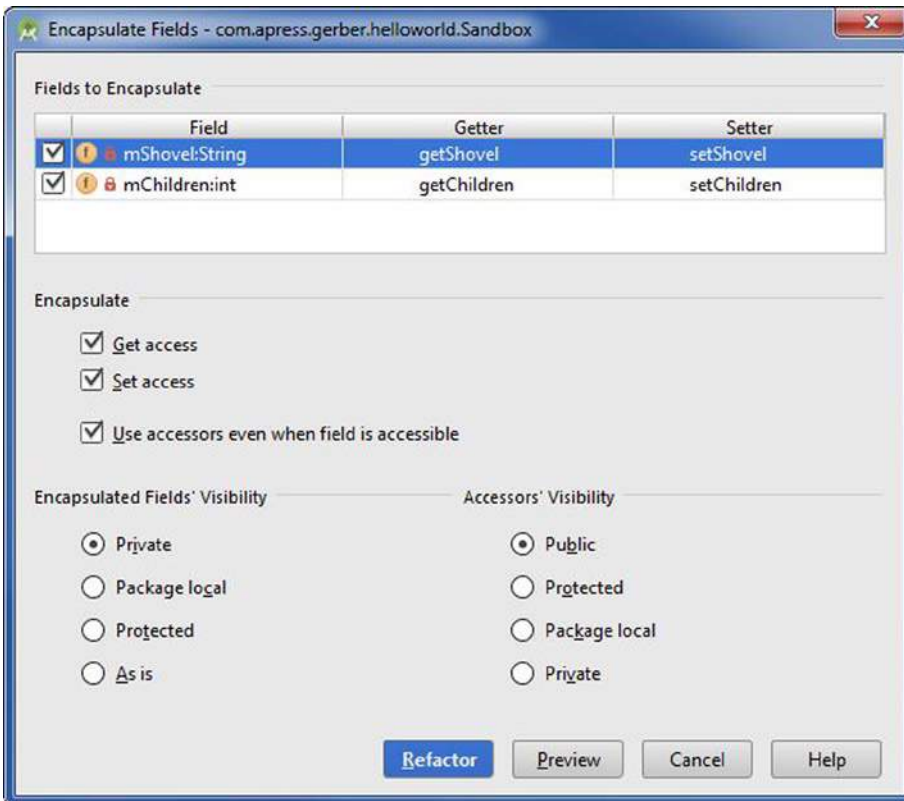 Encapsulate Fields - com.apress.gerber.helloworld.Sandbox
Fields to Encapsulate
Field Getter Setter
f mShovel:String getShovel setShovel
f mChildren:int getChildren setChildren
Encapsulate
Get access
Set access
Use accessors even when field is accessible
Encapsulated Fields' Visibility Accessors' Visibility
Private Public
Package local Protected
Protected Package local
As is Private
Refactor Preview Cancel Help